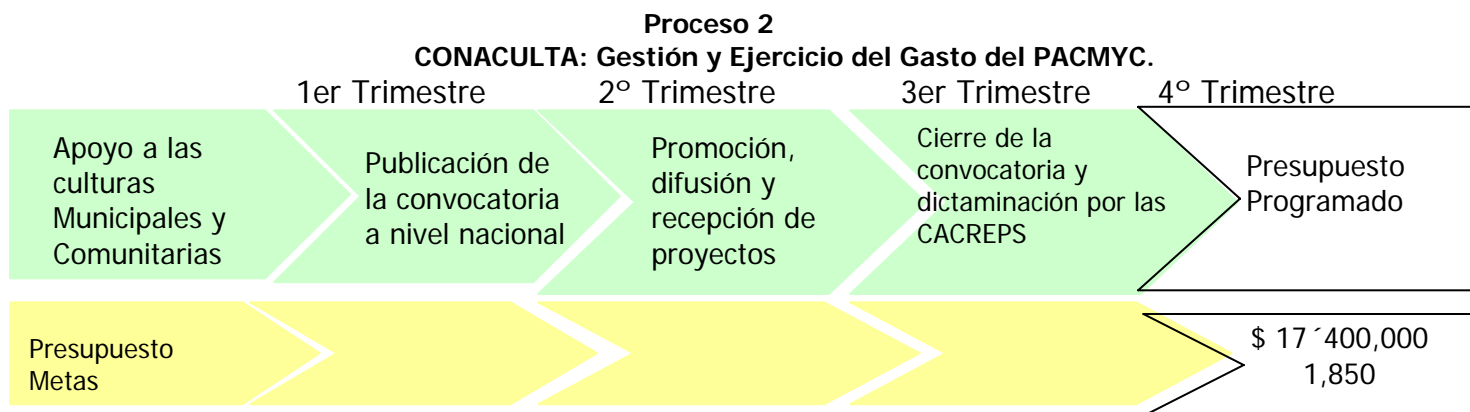 Proceso 2
CONACULTA: Gestión y Ejercicio del Gasto del PACMYC.
1er Trimestre
2º Trimestre
3er Trimestre
4º Trimestre
Apoyo a las
culturas
Municipales y
Comunitarias
Publicación de
la convocatoria
a nivel nacional
Promoción,
difusión y
recepción de
proyectos
Cierre de la
convocatoria y
dictaminación por las
CACREPS
Presupuesto
Programado
Presupuesto
Metas
$ 17´400,000
1,850